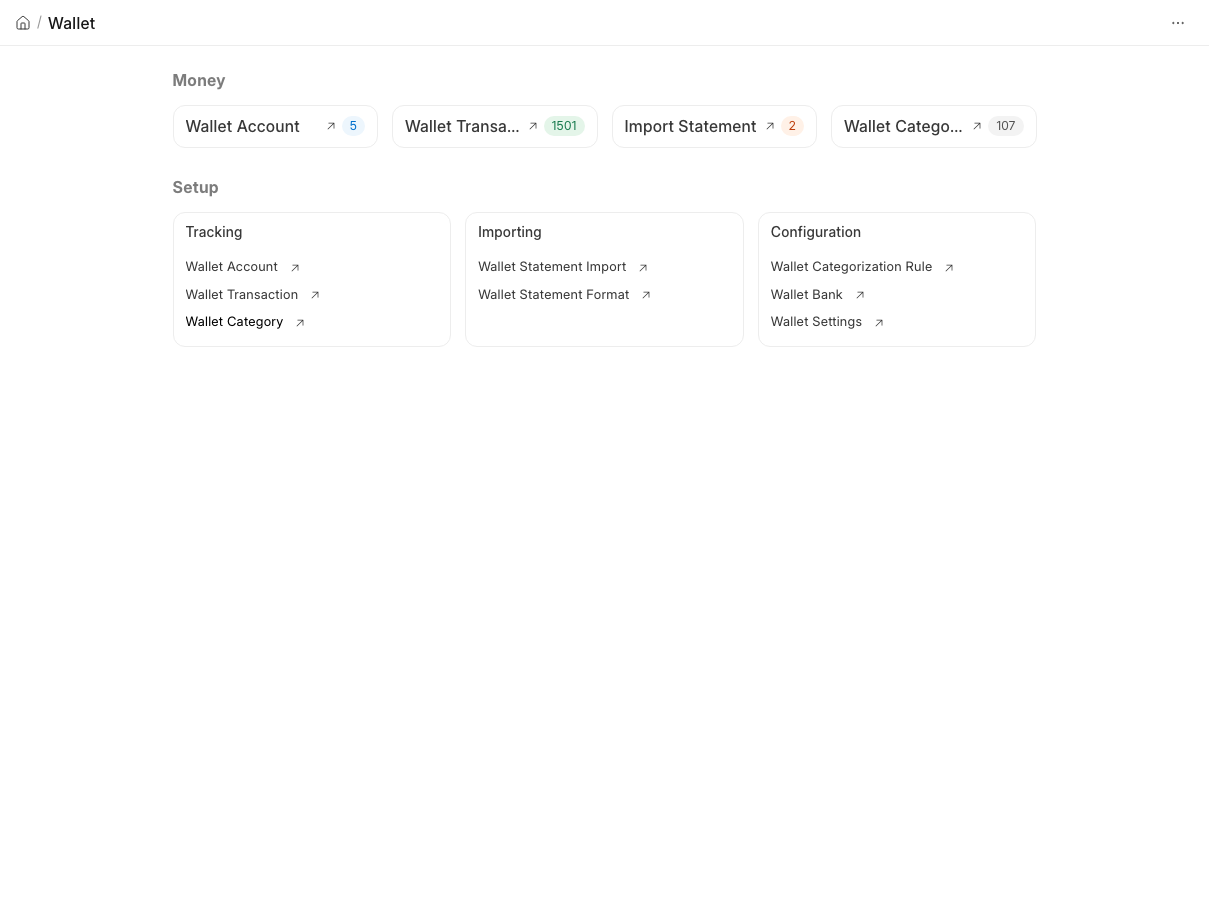 / Wallet
Money
Wallet Account 5
Wallet Transa... 1501
Import Statement 2
Wallet Catego... 107
Setup
Tracking
Wallet Account
Wallet Transaction
Wallet Category
Importing
Wallet Statement Import
Wallet Statement Format
Configuration
Wallet Categorization Rule
Wallet Bank
Wallet Settings